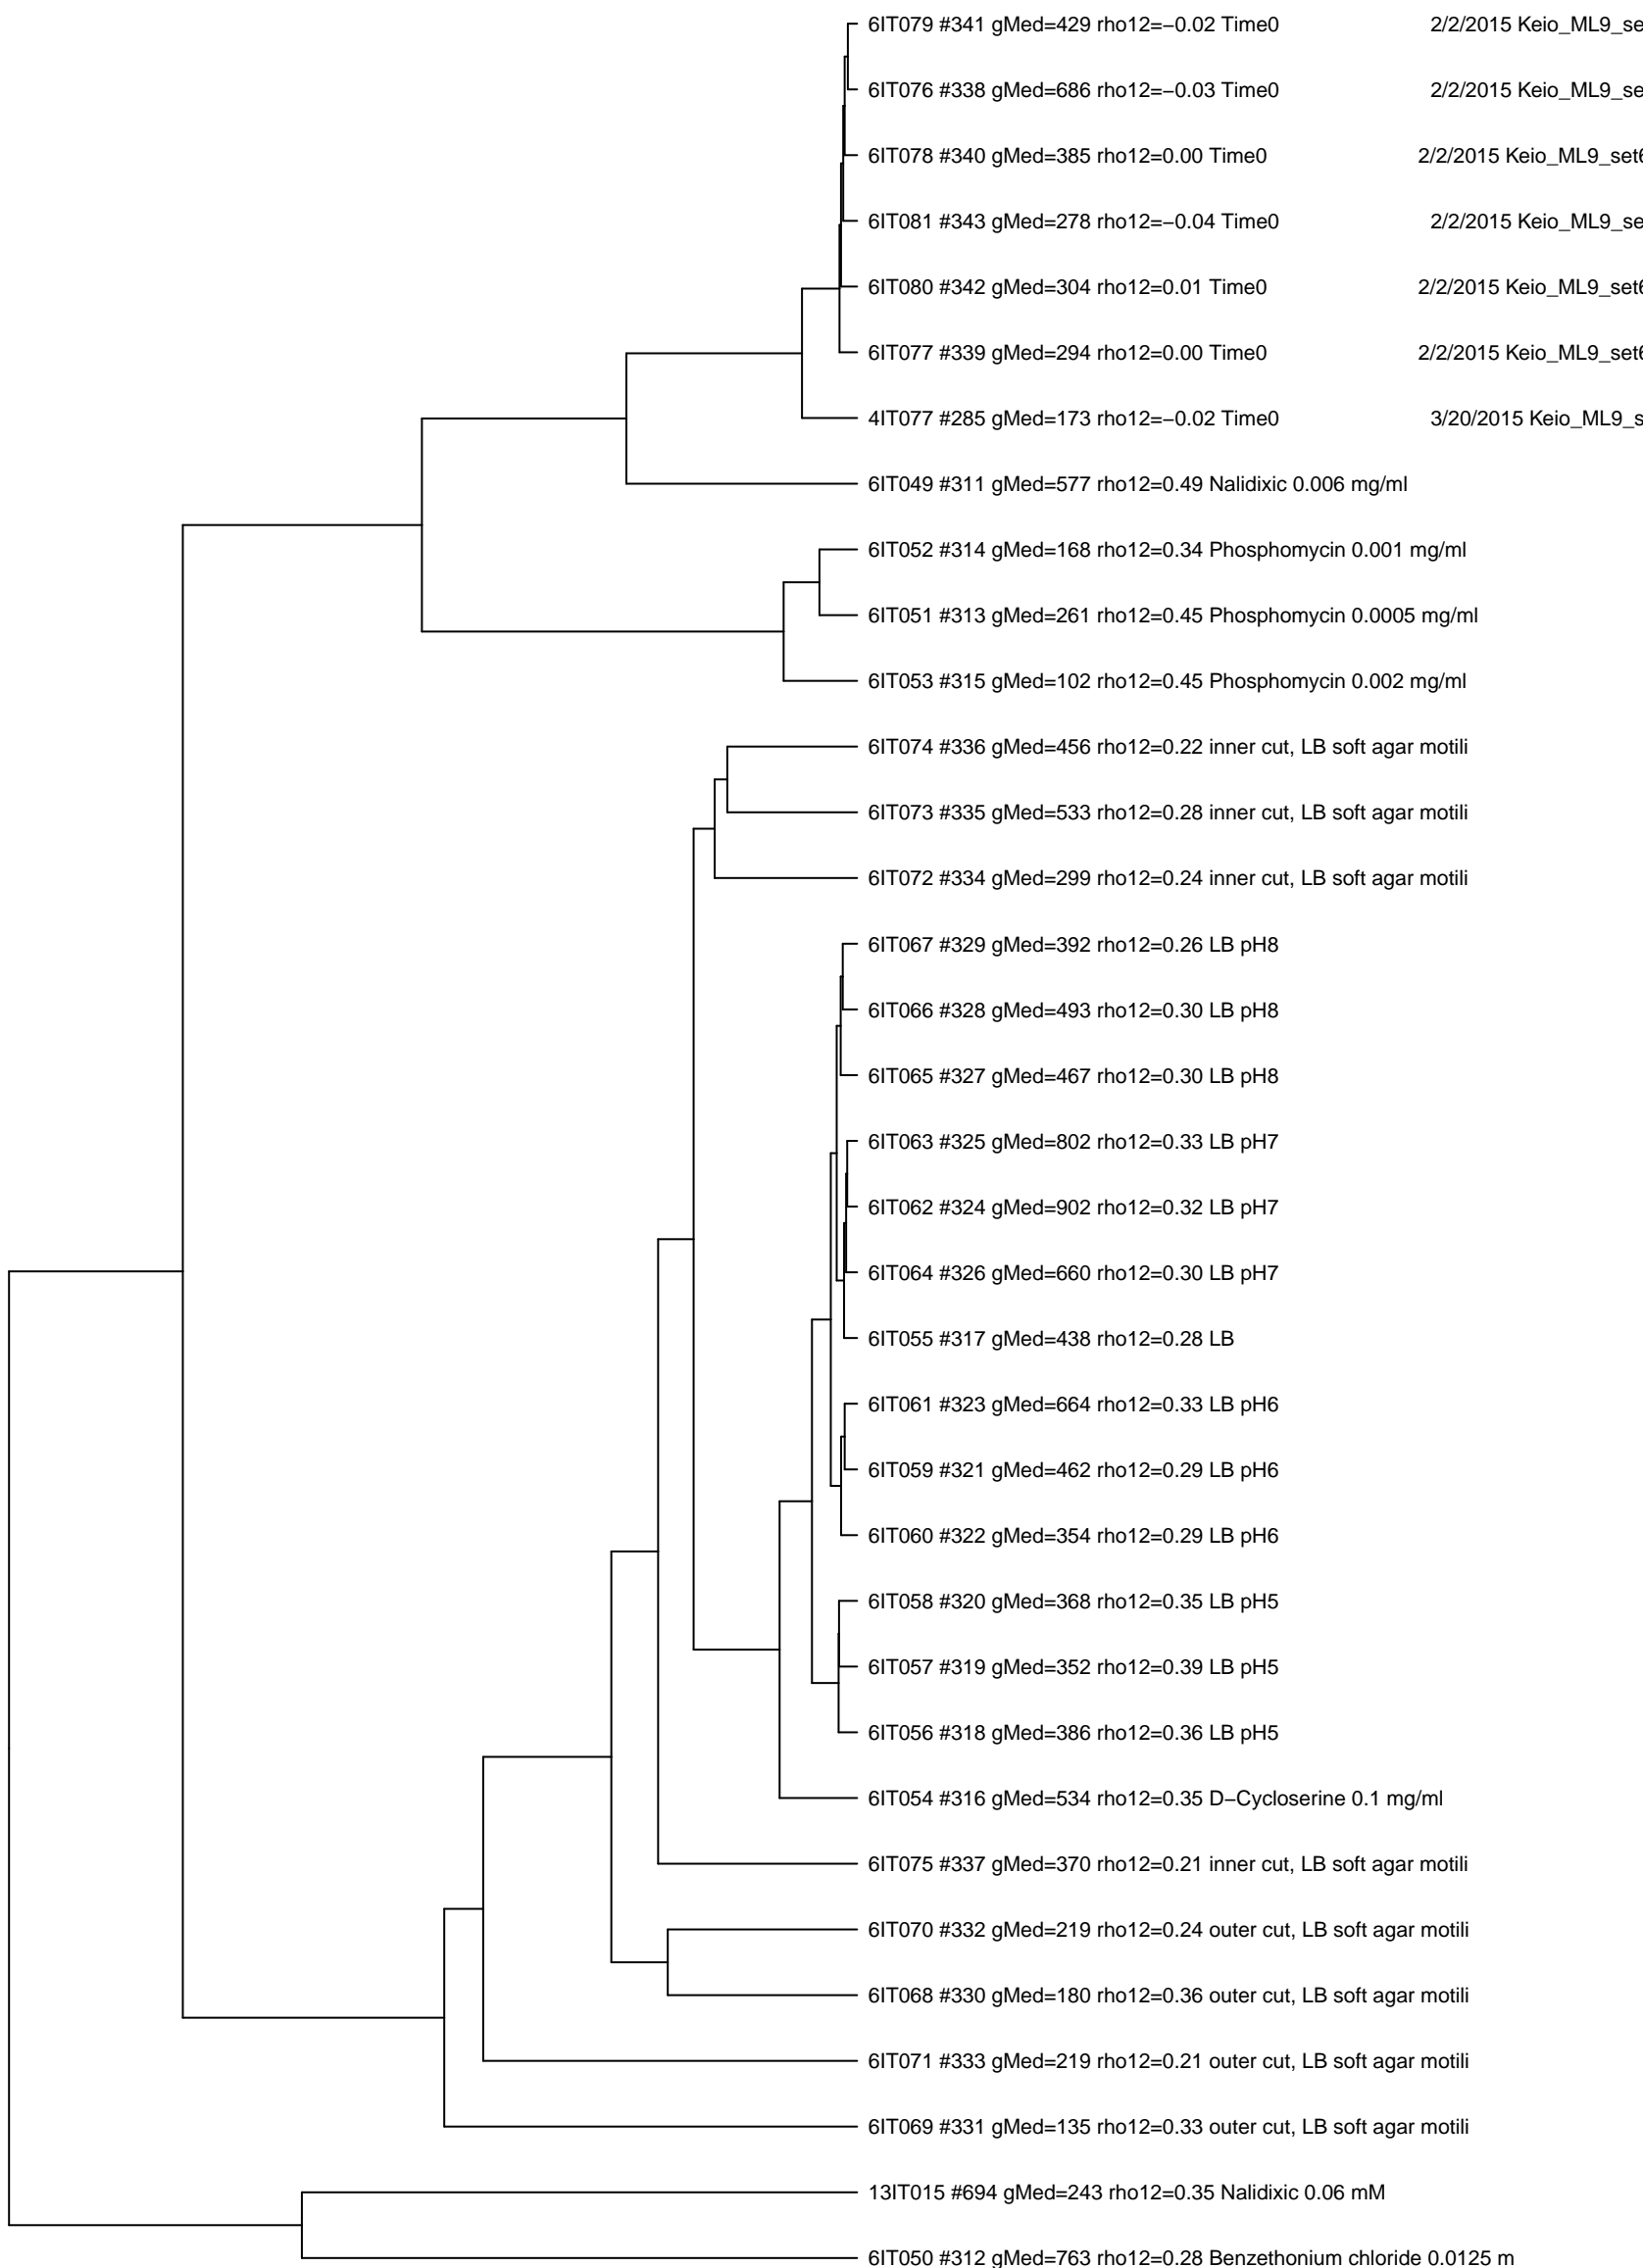 6IT079 #341 gMed=429 rho12=−0.02 Time0 2/2/2015 Keio_ML9_se
6IT076 #338 gMed=686 rho12=−0.03 Time0 2/2/2015 Keio_ML9_se
6IT078 #340 gMed=385 rho12=0.00 Time0 2/2/2015 Keio_ML9_set6
6IT081 #343 gMed=278 rho12=−0.04 Time0 2/2/2015 Keio_ML9_se
6IT080 #342 gMed=304 rho12=0.01 Time0 2/2/2015 Keio_ML9_set6
6IT077 #339 gMed=294 rho12=0.00 Time0 2/2/2015 Keio_ML9_set6
4IT077 #285 gMed=173 rho12=−0.02 Time0 3/20/2015 Keio_ML9_s
6IT049 #311 gMed=577 rho12=0.49 Nalidixic 0.006 mg/ml
6IT052 #314 gMed=168 rho12=0.34 Phosphomycin 0.001 mg/ml
6IT051 #313 gMed=261 rho12=0.45 Phosphomycin 0.0005 mg/ml
6IT053 #315 gMed=102 rho12=0.45 Phosphomycin 0.002 mg/ml
6IT074 #336 gMed=456 rho12=0.22 inner cut, LB soft agar motili
6IT073 #335 gMed=533 rho12=0.28 inner cut, LB soft agar motili
6IT072 #334 gMed=299 rho12=0.24 inner cut, LB soft agar motili
6IT067 #329 gMed=392 rho12=0.26 LB pH8
6IT066 #328 gMed=493 rho12=0.30 LB pH8
6IT065 #327 gMed=467 rho12=0.30 LB pH8
6IT063 #325 gMed=802 rho12=0.33 LB pH7
6IT062 #324 gMed=902 rho12=0.32 LB pH7
6IT064 #326 gMed=660 rho12=0.30 LB pH7
6IT055 #317 gMed=438 rho12=0.28 LB
6IT061 #323 gMed=664 rho12=0.33 LB pH6
6IT059 #321 gMed=462 rho12=0.29 LB pH6
6IT060 #322 gMed=354 rho12=0.29 LB pH6
6IT058 #320 gMed=368 rho12=0.35 LB pH5
6IT057 #319 gMed=352 rho12=0.39 LB pH5
6IT056 #318 gMed=386 rho12=0.36 LB pH5
6IT054 #316 gMed=534 rho12=0.35 D−Cycloserine 0.1 mg/ml
6IT075 #337 gMed=370 rho12=0.21 inner cut, LB soft agar motili
6IT070 #332 gMed=219 rho12=0.24 outer cut, LB soft agar motili
6IT068 #330 gMed=180 rho12=0.36 outer cut, LB soft agar motili
6IT071 #333 gMed=219 rho12=0.21 outer cut, LB soft agar motili
6IT069 #331 gMed=135 rho12=0.33 outer cut, LB soft agar motili
13IT015 #694 gMed=243 rho12=0.35 Nalidixic 0.06 mM
6IT050 #312 gMed=763 rho12=0.28 Benzethonium chloride 0.0125 m